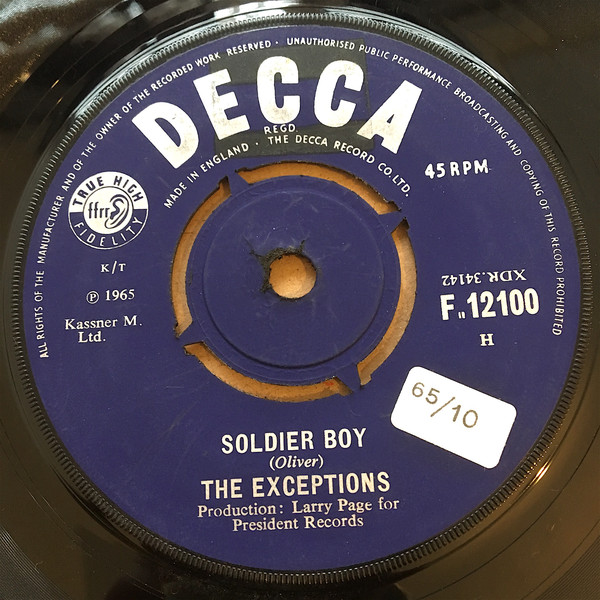 ALL RIGHTS OF THE MANUFACTURER AND OF THE OWNER OF THE RECORDED WORK RESERVED · UNAUTHORISED PUBLIC PERFORMANCE BROADCASTING AND COPYING OF THIS RECORD PROHIBITED
DECCA
REGD.
MADE IN ENGLAND · THE DECCA RECORD CO. LTD.
45 RPM
TRUE HIGH
ffrr
FIDELITY
K/T
℗ 1965
Kassner M.
Ltd.
XDR.34142
F.. 12100
H
65/10
SOLDIER BOY
(Oliver)
THE EXCEPTIONS
Production: Larry Page for
President Records